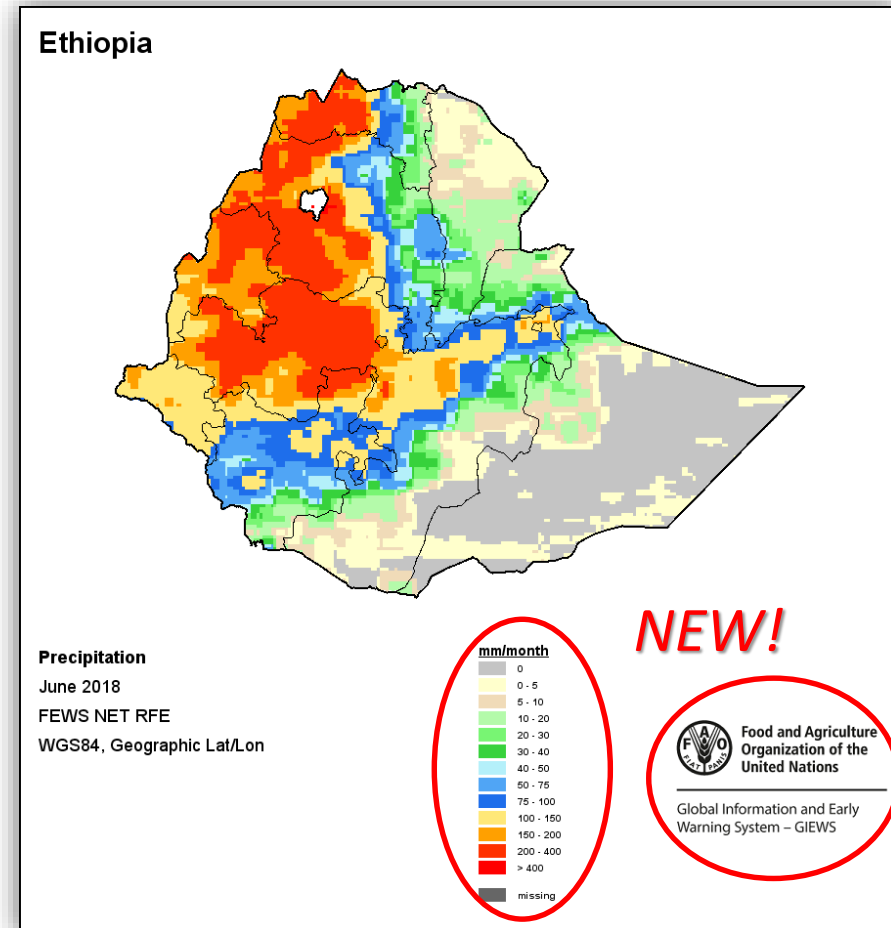 Ethiopia
Precipitation
June 2018
FEWS NET RFE
WGS84, Geographic Lat/Lon
mm/month
0
0 - 5
5 - 10
10 - 20
20 - 30
30 - 40
40 - 50
50 - 75
75 - 100
100 - 150
150 - 200
200 - 400
> 400
missing
NEW!
F A O
FIAT PANIS
Food and Agriculture
Organization of the
United Nations
Global Information and Early
Warning System – GIEWS